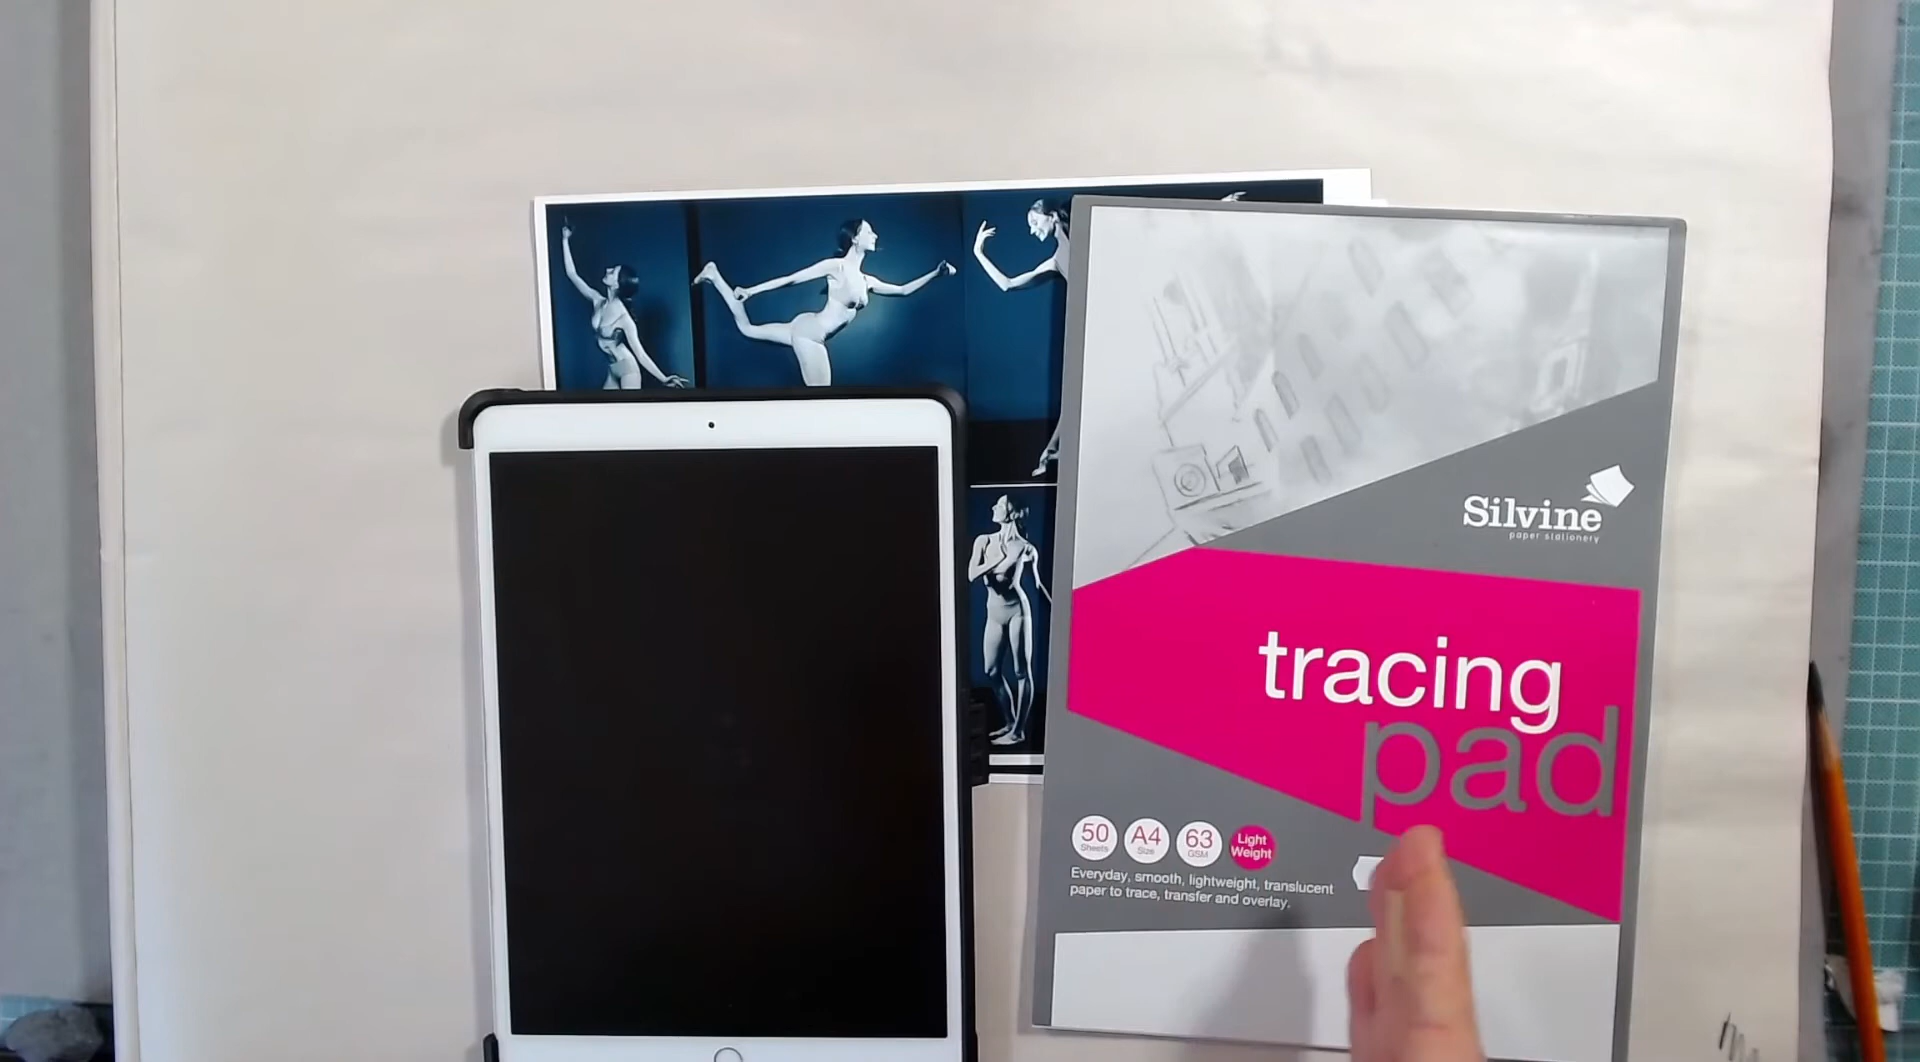 Silvine
paper stationery
tracing
pad
50
Sheets
A4
Size
63
GSM
Light
Weight
Everyday, smooth, lightweight, translucent
paper to trace, transfer and overlay.